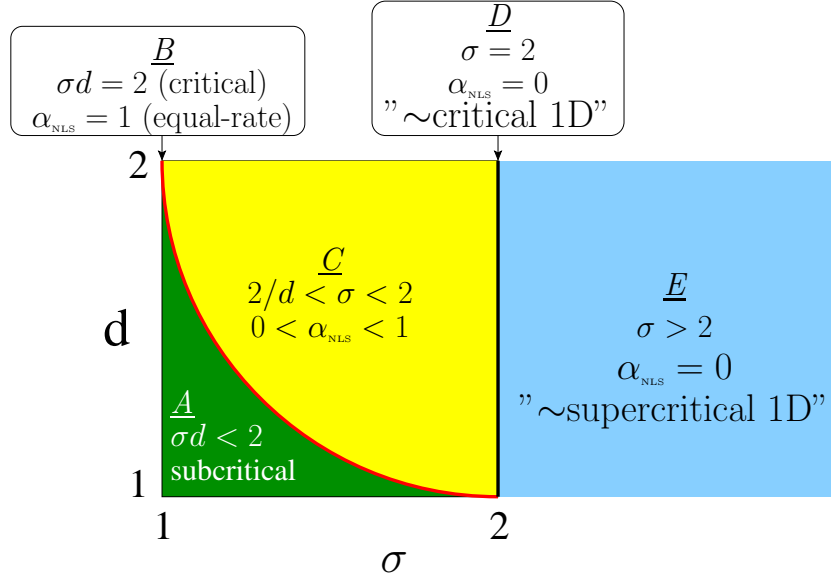 B
σd = 2 (critical)
α_NLS = 1 (equal-rate)
D
σ = 2
α_NLS = 0
"∼critical 1D"
2
C
2/d < σ < 2
0 < α_NLS < 1
E
σ > 2
α_NLS = 0
"∼supercritical 1D"
d
A
σd < 2
subcritical
1
1
2
σ